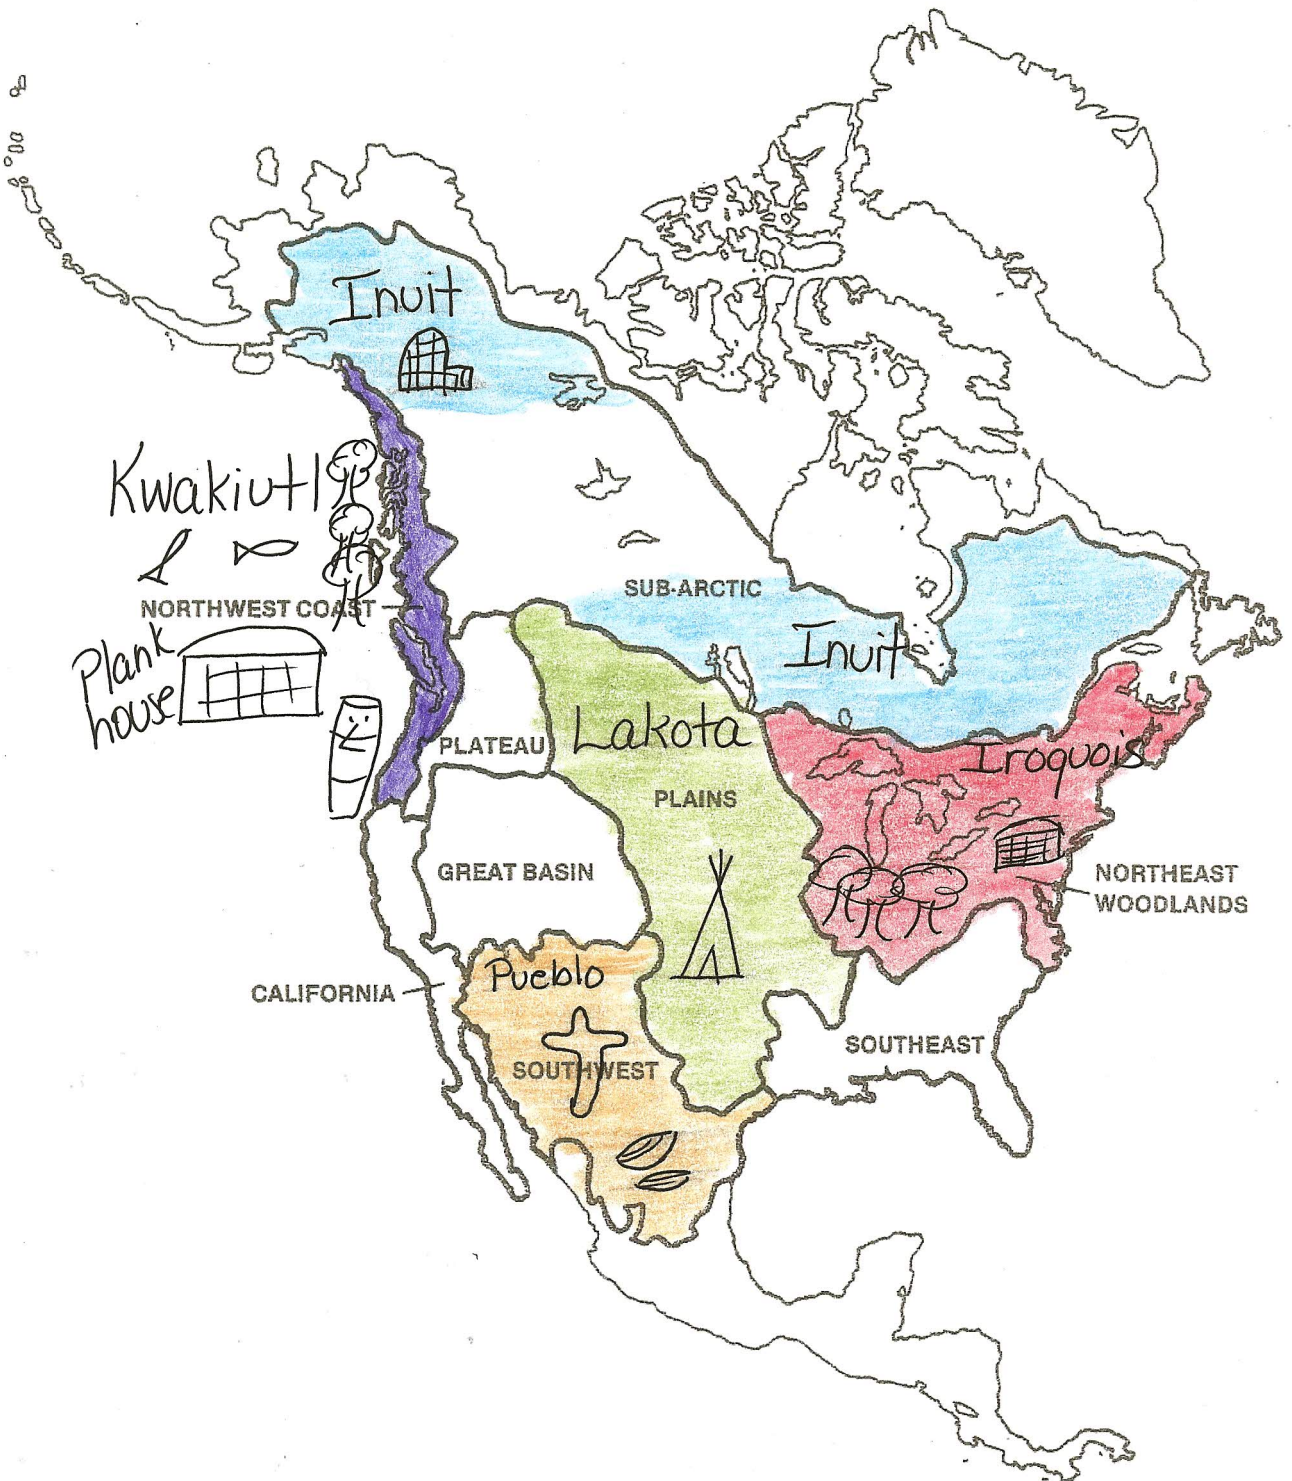 Inuit
Kwakiutl
NORTHWEST COAST
SUB-ARCTIC
Inuit
Plank
house
Lakota
PLATEAU
Iroquois
PLAINS
GREAT BASIN
NORTHEAST
WOODLANDS
Pueblo
CALIFORNIA
SOUTHEAST
SOUTHWEST